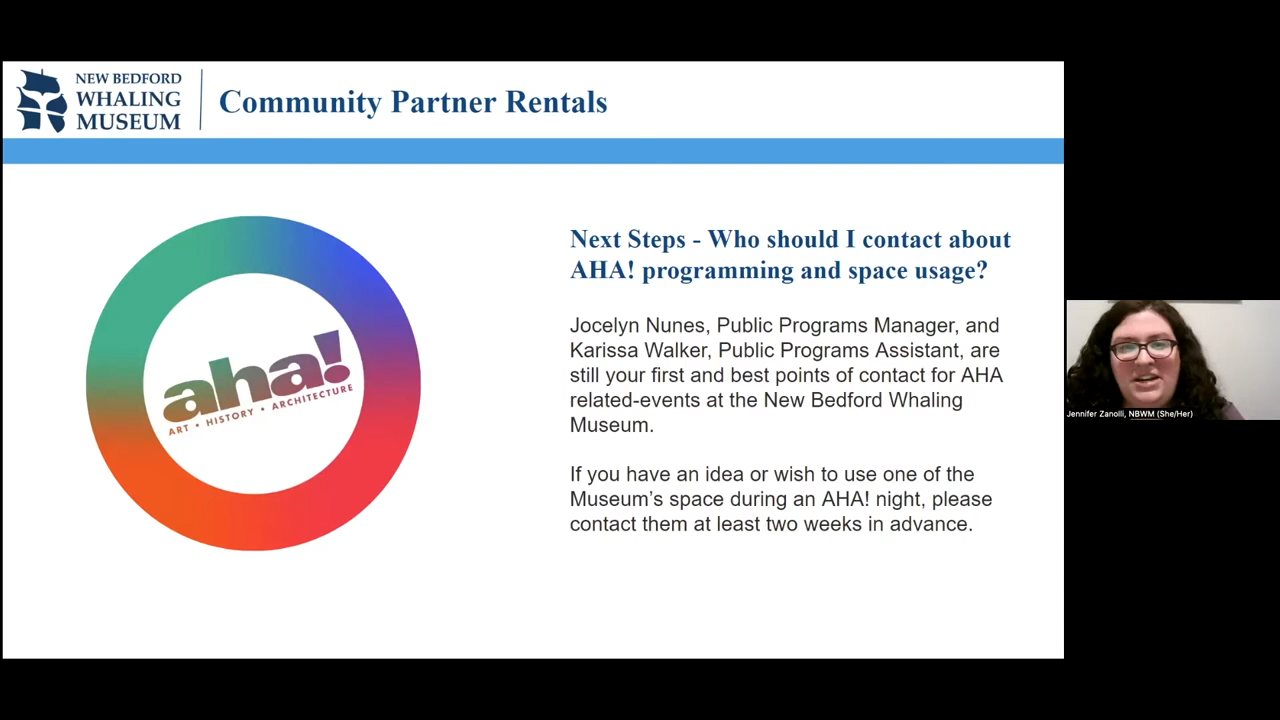 NEW BEDFORD
WHALING
MUSEUM
Community Partner Rentals
aha!
ART • HISTORY • ARCHITECTURE
Next Steps - Who should I contact about
AHA! programming and space usage?
Jocelyn Nunes, Public Programs Manager, and
Karissa Walker, Public Programs Assistant, are
still your first and best points of contact for AHA
related-events at the New Bedford Whaling
Museum.
If you have an idea or wish to use one of the
Museum’s space during an AHA! night, please
contact them at least two weeks in advance.
Jennifer Zanolli, NBWM (She/Her)